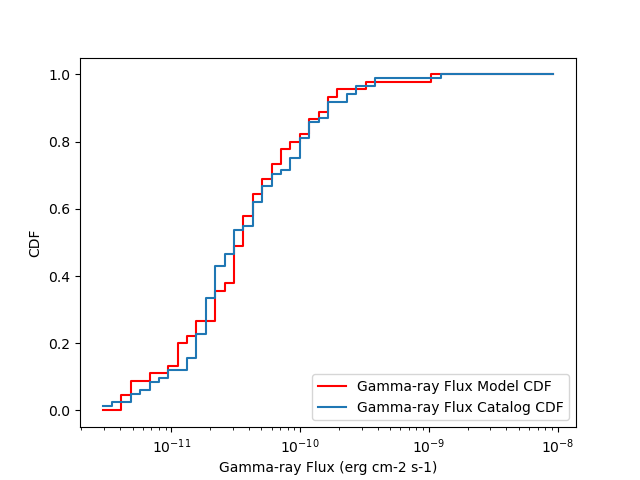 1.0
0.8
0.6
0.4
0.2
0.0
CDF
10⁻¹¹
10⁻¹⁰
10⁻⁹
10⁻⁸
Gamma-ray Flux (erg cm-2 s-1)
Gamma-ray Flux Model CDF
Gamma-ray Flux Catalog CDF